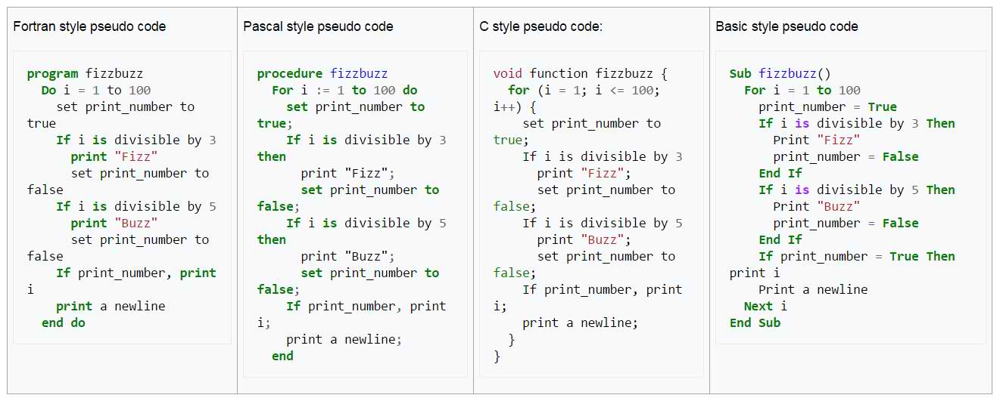 Fortran style pseudo code
program fizzbuzz
  Do i = 1 to 100
    set print_number to
true
    If i is divisible by 3
      print "Fizz"
      set print_number to
false
    If i is divisible by 5
      print "Buzz"
      set print_number to
false
    If print_number, print
i
    print a newline
  end do
Pascal style pseudo code
procedure fizzbuzz
  For i := 1 to 100 do
    set print_number to
true;
    If i is divisible by 3
then
      print "Fizz";
      set print_number to
false;
    If i is divisible by 5
then
      print "Buzz";
      set print_number to
false;
    If print_number, print
i;
    print a newline;
  end
C style pseudo code:
void function fizzbuzz {
  for (i = 1; i <= 100;
i++) {
    set print_number to
true;
    If i is divisible by 3
      print "Fizz";
      set print_number to
false;
    If i is divisible by 5
      print "Buzz";
      set print_number to
false;
    If print_number, print
i;
    print a newline;
  }
}
Basic style pseudo code
Sub fizzbuzz()
  For i = 1 to 100
    print_number = True
    If i is divisible by 3 Then
      Print "Fizz"
      print_number = False
    End If
    If i is divisible by 5 Then
      Print "Buzz"
      print_number = False
    End If
    If print_number = True Then
print i
    Print a newline
  Next i
End Sub